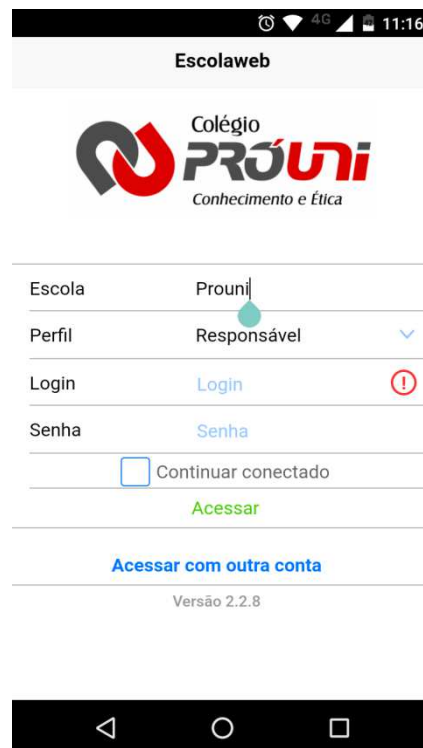 4G 11:16
Escolaweb
Colégio
PRÓUNI
Conhecimento e Ética
Escola Prouni
Perfil Responsável
Login Login
Senha Senha
Continuar conectado
Acessar
Acessar com outra conta
Versão 2.2.8